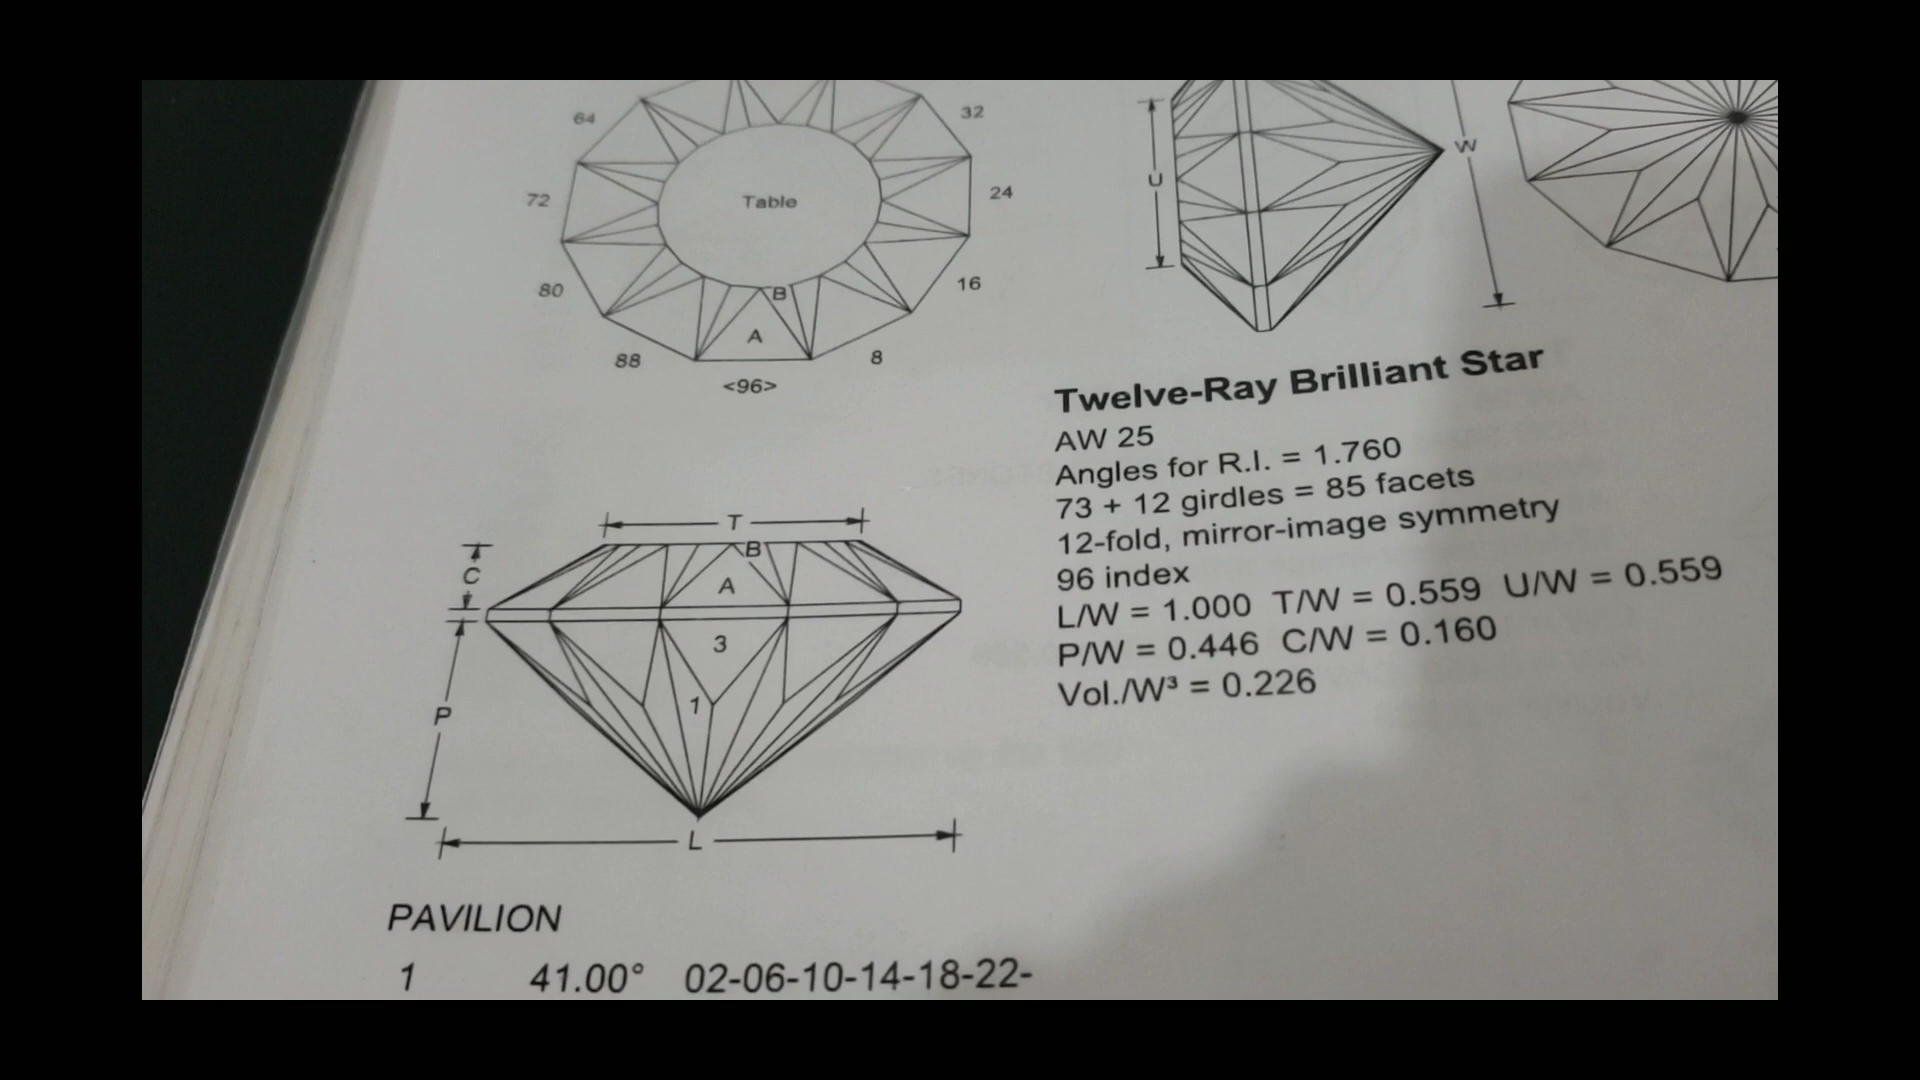 64
32
72
Table
24
80
B
16
A
88
8
<96>
U
W
Twelve-Ray Brilliant Star
AW 25
Angles for R.I. = 1.760
73 + 12 girdles = 85 facets
12-fold, mirror-image symmetry
96 index
L/W = 1.000 T/W = 0.559 U/W = 0.559
P/W = 0.446 C/W = 0.160
Vol./W³ = 0.226
T
B
C
A
3
1
P
L
PAVILION
1 41.00° 02-06-10-14-18-22-